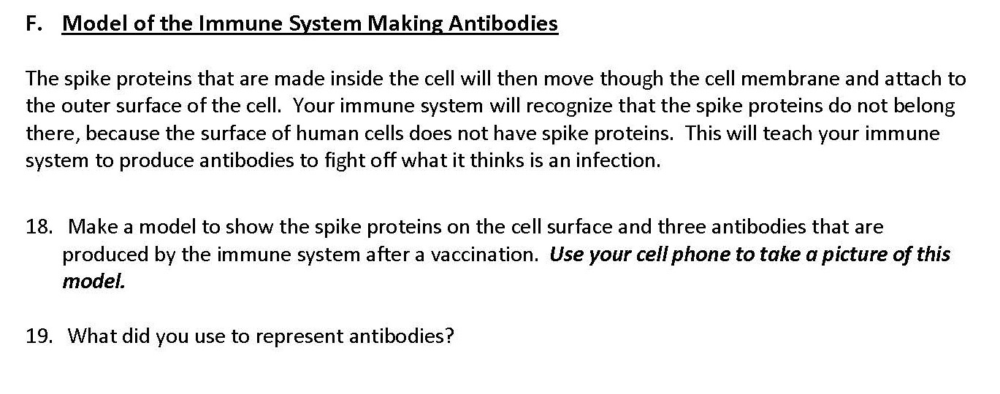 F. Model of the Immune System Making Antibodies
The spike proteins that are made inside the cell will then move though the cell membrane and attach to
the outer surface of the cell. Your immune system will recognize that the spike proteins do not belong
there, because the surface of human cells does not have spike proteins. This will teach your immune
system to produce antibodies to fight off what it thinks is an infection.
18. Make a model to show the spike proteins on the cell surface and three antibodies that are
produced by the immune system after a vaccination. Use your cell phone to take a picture of this
model.
19. What did you use to represent antibodies?